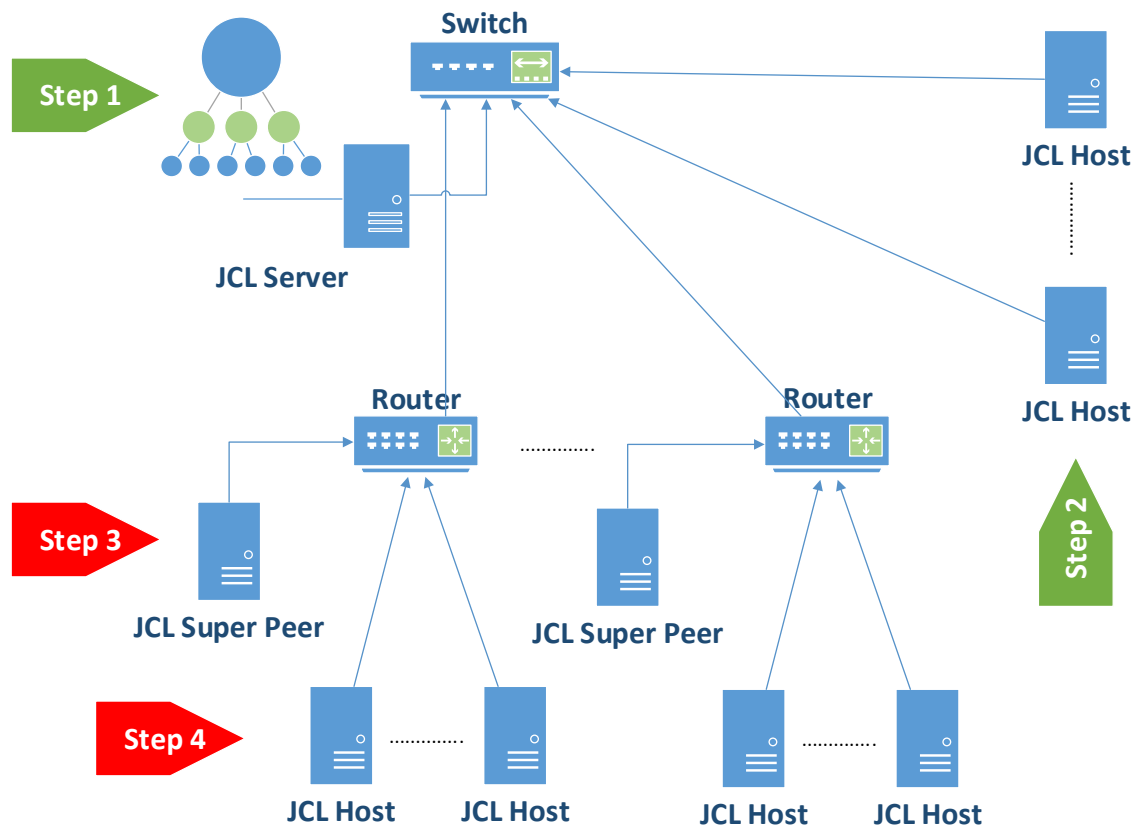 Switch
Step 1
JCL Host
JCL Server
JCL Host
Router
Router
Step 2
Step 3
JCL Super Peer
JCL Super Peer
Step 4
JCL Host
JCL Host
JCL Host
JCL Host